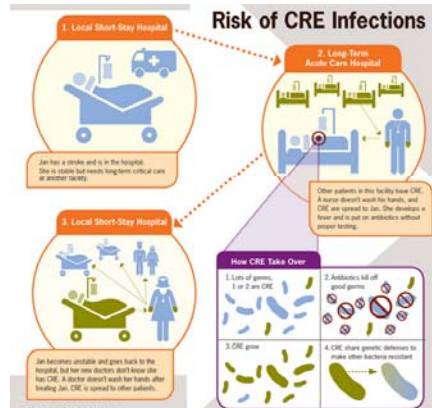 Risk of CRE Infections
1. Local Short-Stay Hospital
Jan has a stroke and is in the hospital.
She is stable but needs long-term critical care
at another facility.
2. Long-Term
Acute Care Hospital
Other patients in this facility have CRE.
A nurse doesn't wash his hands, and
CRE are spread to Jan. She develops a
fever and is put on antibiotics without
proper testing.
3. Local Short-Stay Hospital
Jan becomes unstable and goes back to the
hospital, but her new doctors don't know she
has CRE. A doctor doesn't wash her hands after
treating Jan. CRE is spread to other patients.
How CRE Take Over
1. Lots of germs,
1 or 2 are CRE
2. Antibiotics kill off
good germs
3. CRE grow
4. CRE share genetic defenses to
make other bacteria resistant